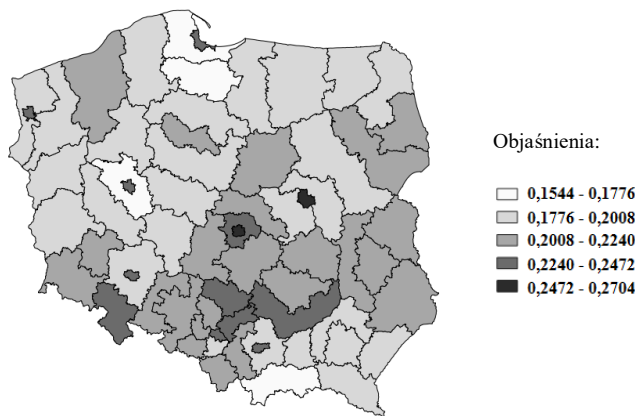 Objaśnienia:
0,1544 - 0,1776
0,1776 - 0,2008
0,2008 - 0,2240
0,2240 - 0,2472
0,2472 - 0,2704